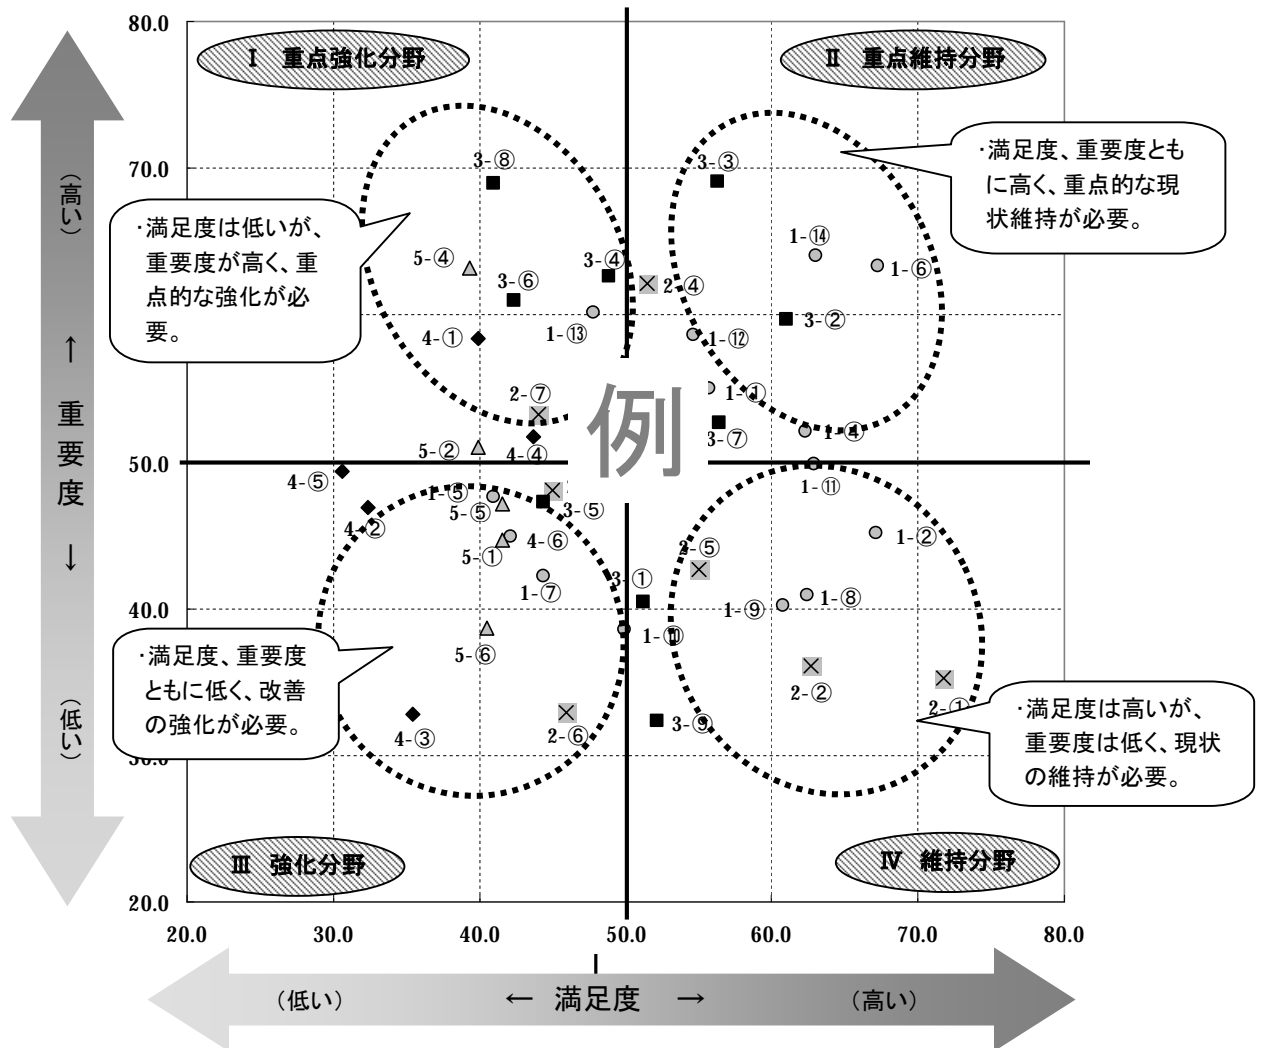 80.0
Ⅰ 重点強化分野
Ⅱ 重点維持分野
・満足度、重要度とも
に高く、重点的な現
状維持が必要。
3-⑧
70.0
3-③
(高い)
・満足度は低いが、
重要度が高く、重
点的な強化が必
要。
1-⑭
5-④
3-④
1-⑥
3-⑥
2-④
3-②
4-①
1-⑬
1-⑫
↑ 重要度 ↓
2-⑦
1-①
例
3-⑦
1-④
5-②
4-④
50.0
4-⑤
1-⑤
1-⑪
5-⑤
3-⑤
4-②
4-⑥
1-②
5-①
2-⑤
3-①
1-⑦
40.0
1-⑨
1-⑧
1-⑩
5-⑥
・満足度、重要度
ともに低く、改善
の強化が必要。
2-②
2-①
(低い)
4-③
2-⑥
3-⑨
・満足度は高いが、
重要度は低く、現状
の維持が必要。
Ⅲ 強化分野
Ⅳ 維持分野
20.0
20.0 30.0 40.0 50.0 60.0 70.0 80.0
(低い) ← 満足度 → (高い)